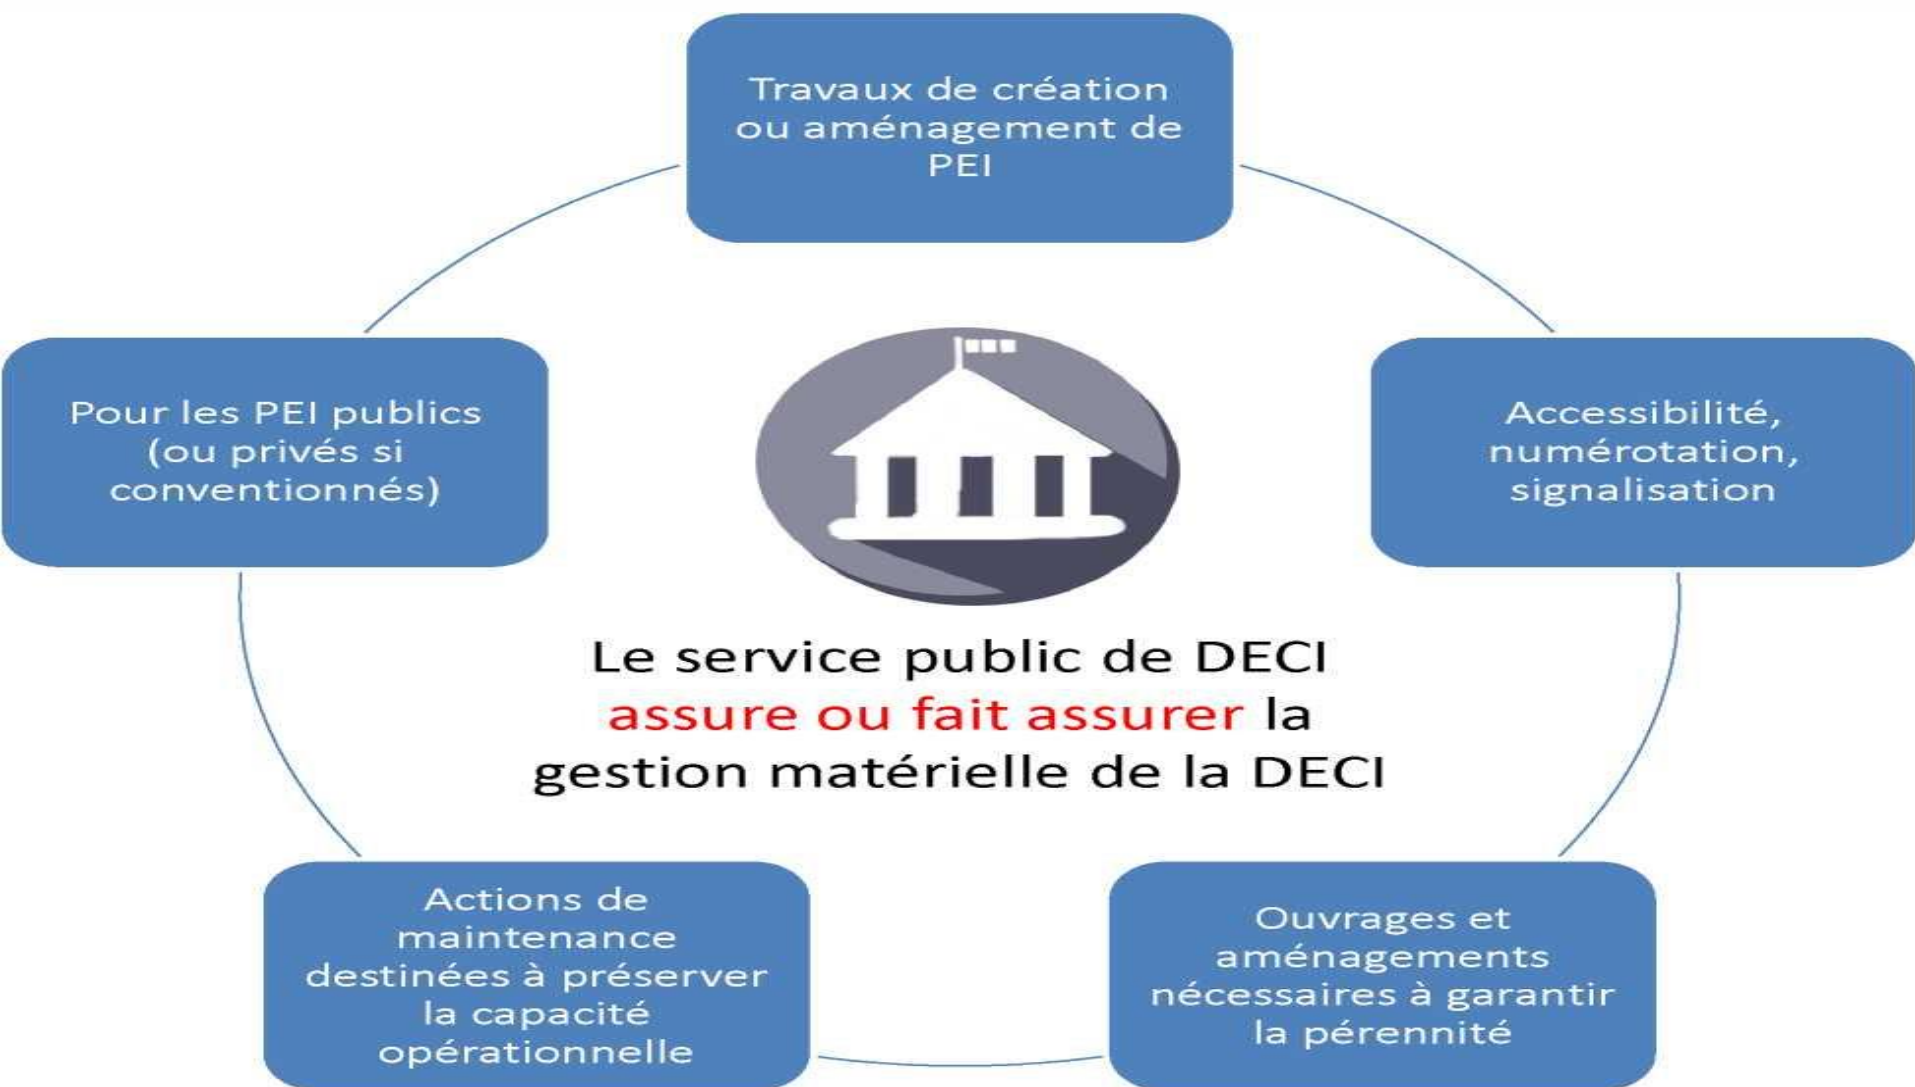 Travaux de création
ou aménagement de
PEI
Pour les PEI publics
(ou privés si
conventionnés)
Accessibilité,
numérotation,
signalisation
Le service public de DECI
assure ou fait assurer la
gestion matérielle de la DECI
Actions de
maintenance
destinées à préserver
la capacité
opérationnelle
Ouvrages et
aménagements
nécessaires à garantir
la pérennité